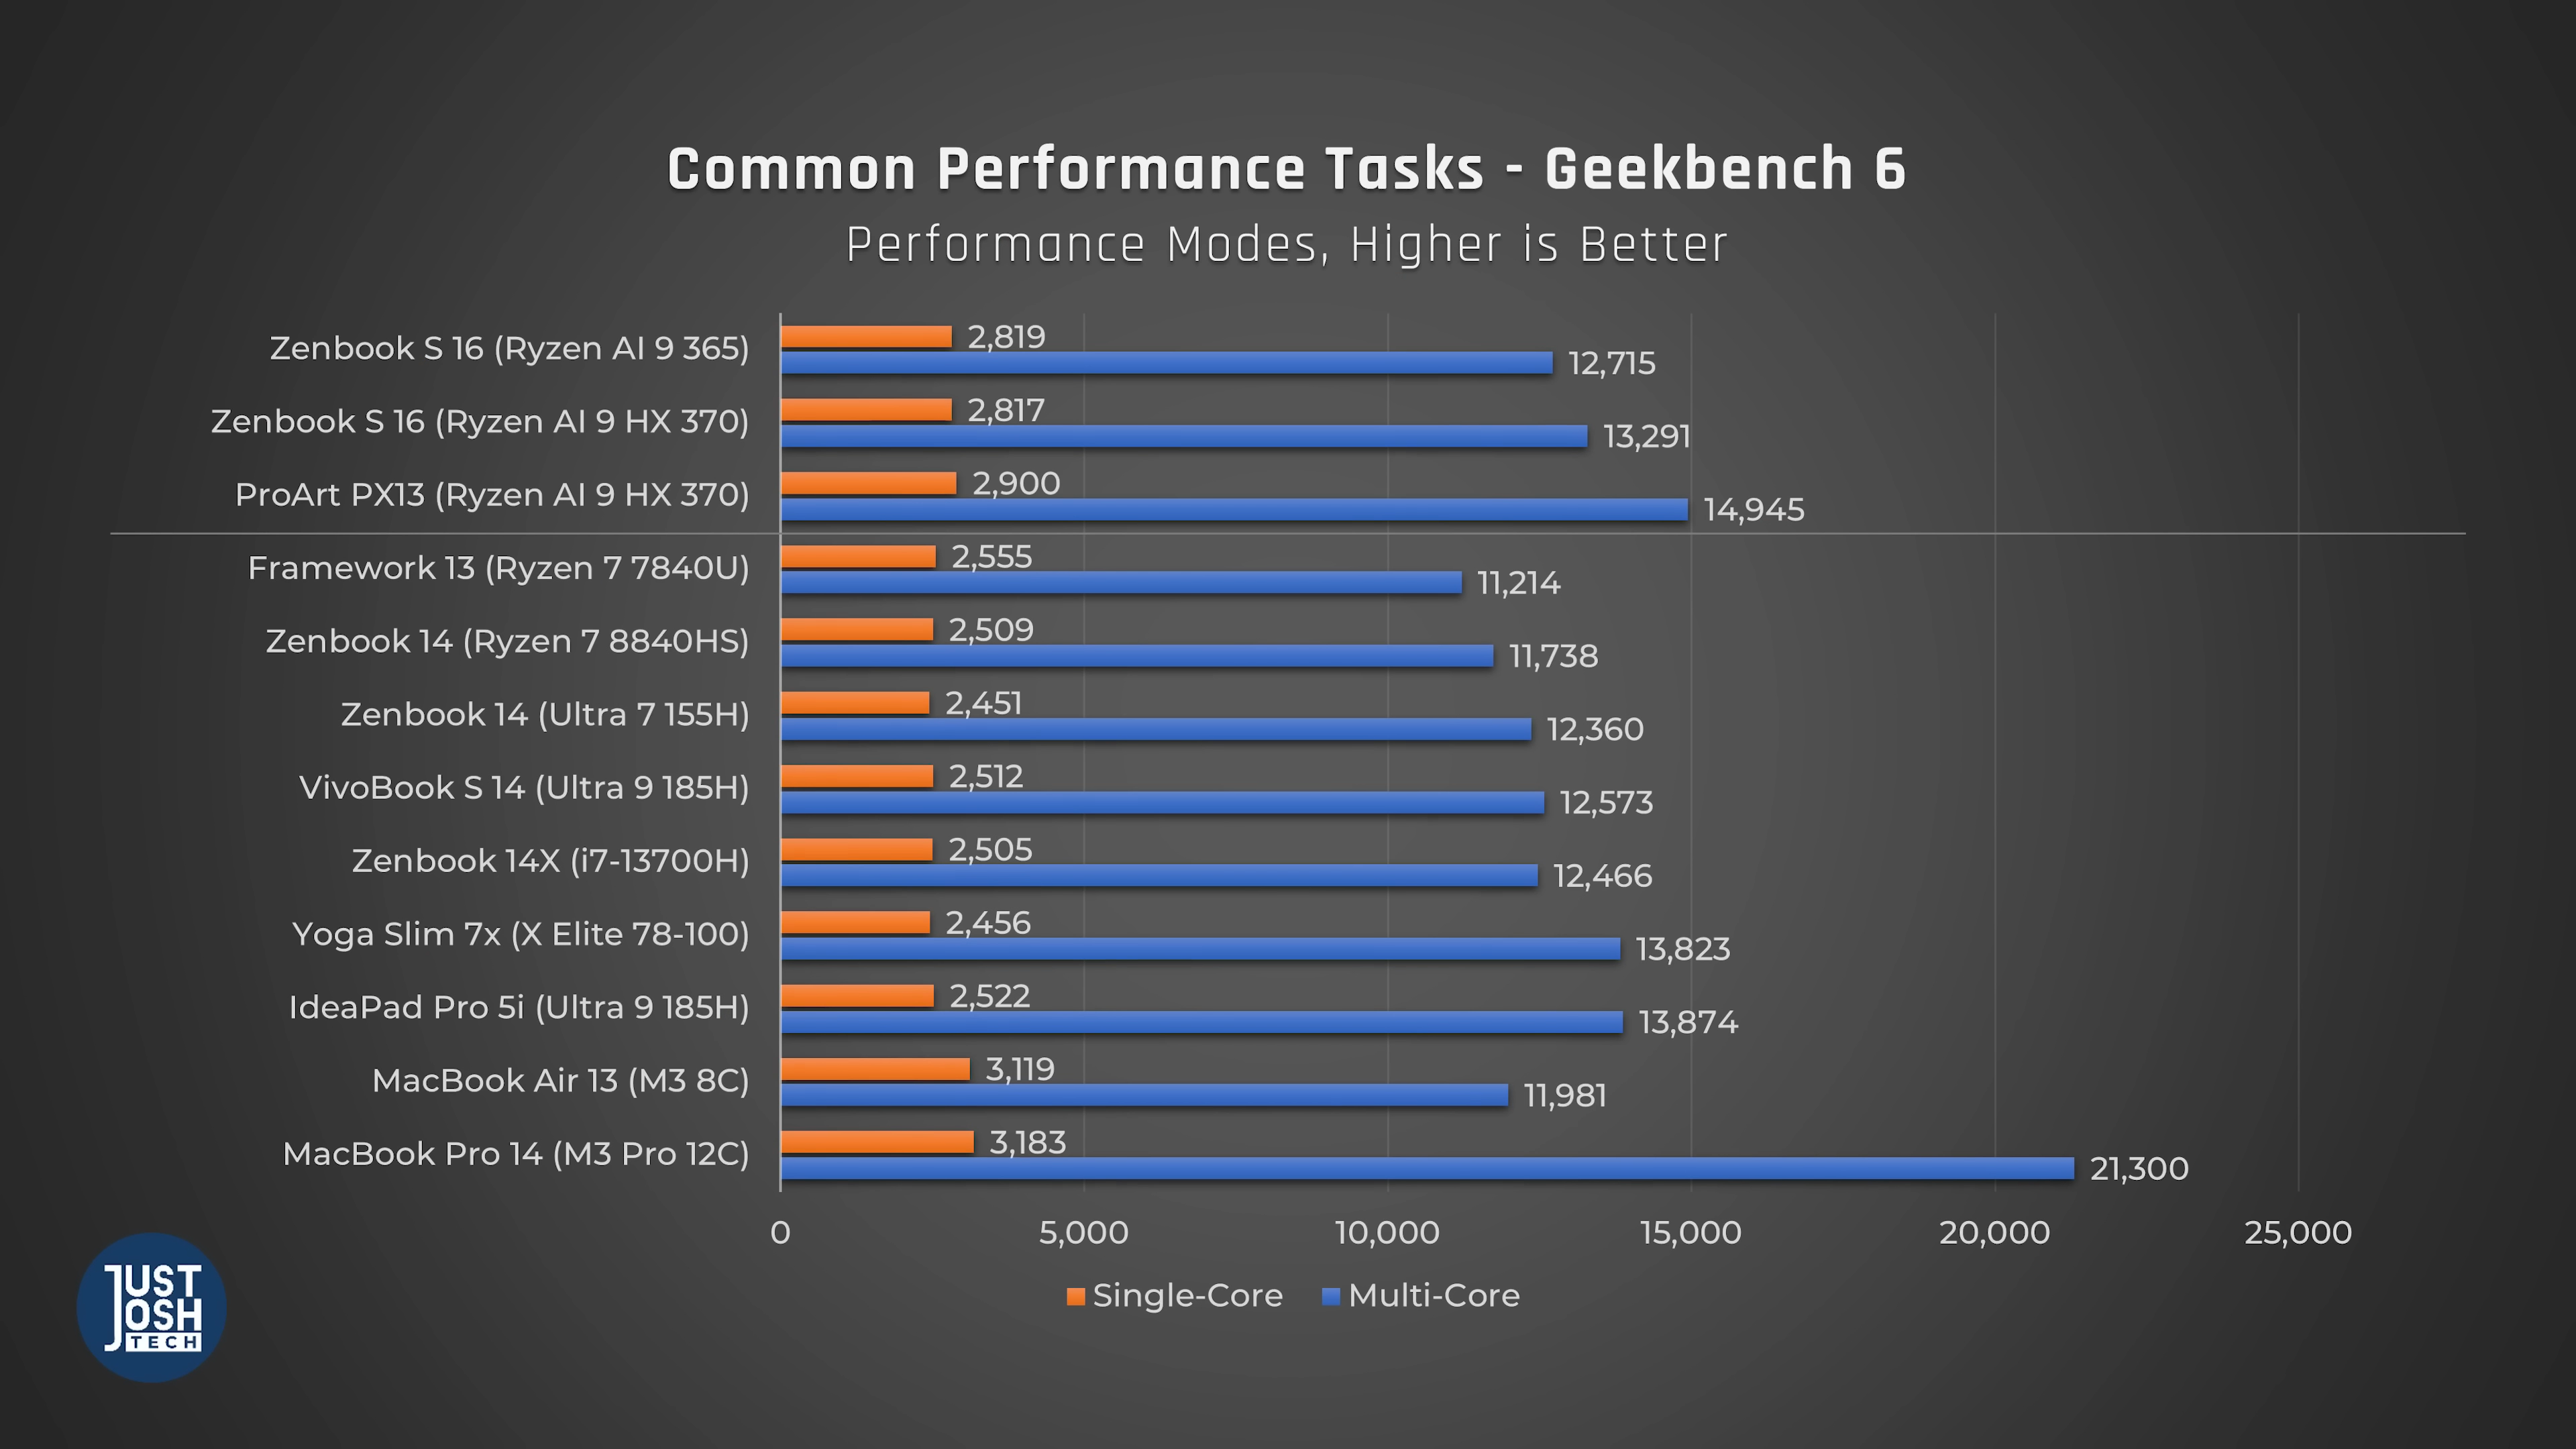 Common Performance Tasks - Geekbench 6
Performance Modes, Higher is Better
Zenbook S 16 (Ryzen AI 9 365)
2,819
12,715
Zenbook S 16 (Ryzen AI 9 HX 370)
2,817
13,291
ProArt PX13 (Ryzen AI 9 HX 370)
2,900
14,945
Framework 13 (Ryzen 7 7840U)
2,555
11,214
Zenbook 14 (Ryzen 7 8840HS)
2,509
11,738
Zenbook 14 (Ultra 7 155H)
2,451
12,360
VivoBook S 14 (Ultra 9 185H)
2,512
12,573
Zenbook 14X (i7-13700H)
2,505
12,466
Yoga Slim 7x (X Elite 78-100)
2,456
13,823
IdeaPad Pro 5i (Ultra 9 185H)
2,522
13,874
MacBook Air 13 (M3 8C)
3,119
11,981
MacBook Pro 14 (M3 Pro 12C)
3,183
21,300
0 5,000 10,000 15,000 20,000 25,000
Single-Core Multi-Core
JUST
JOSH
TECH